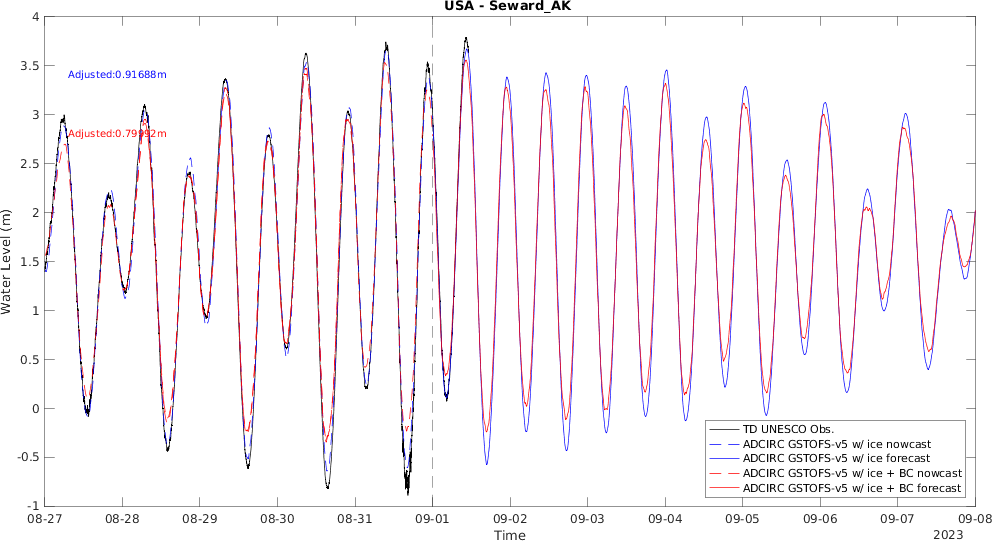 USA - Seward_AK
4
3.5
3
2.5
2
1.5
1
0.5
0
-0.5
-1
Water Level (m)
Adjusted:0.91688m
Adjusted:0.79992m
TD UNESCO Obs.
ADCIRC GSTOFS-v5 w/ ice nowcast
ADCIRC GSTOFS-v5 w/ ice forecast
ADCIRC GSTOFS-v5 w/ ice + BC nowcast
ADCIRC GSTOFS-v5 w/ ice + BC forecast
08-27 08-28 08-29 08-30 08-31 09-01 09-02 09-03 09-04 09-05 09-06 09-07 09-08
Time
2023